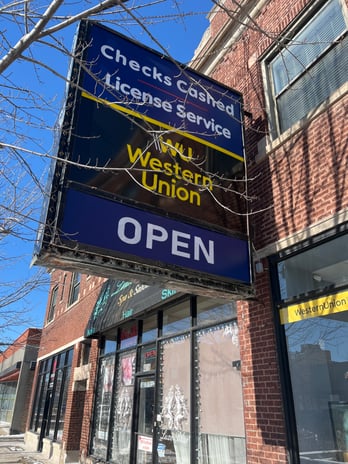 Checks Cashed
License Service
WU
Western
Union
OPEN
WesternUnion